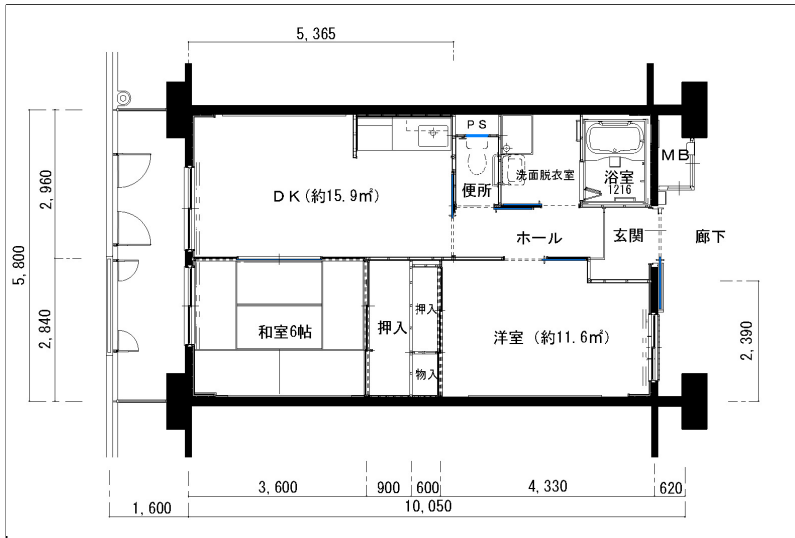 5,365
PS
MB
2,960
DK(約15.9㎡)
便所
洗面脱衣室
浴室
1216
ホール
玄関
廊下
5,800
2,840
和室6帖
押入
押入
物入
洋室 (約11.6㎡)
2,390
3,600
900
600
4,330
620
1,600
10,050